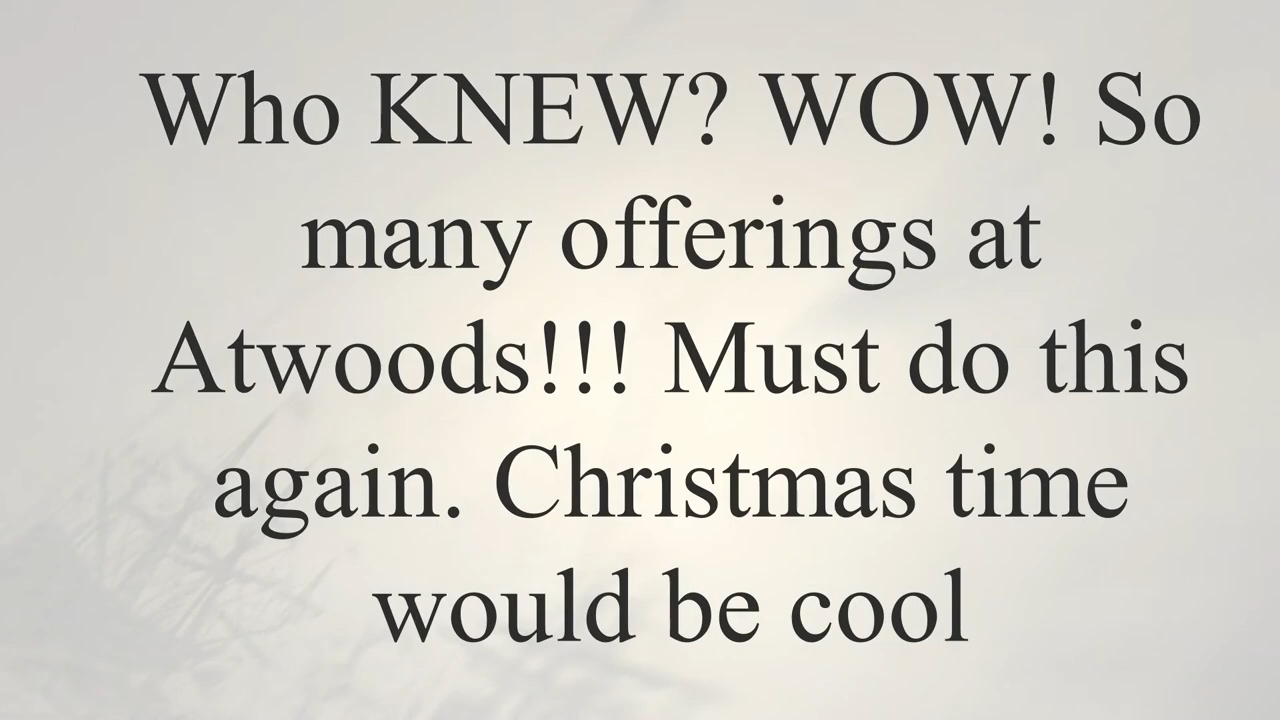 Who KNEW? WOW! So
many offerings at
Atwoods!!! Must do this
again. Christmas time
would be cool